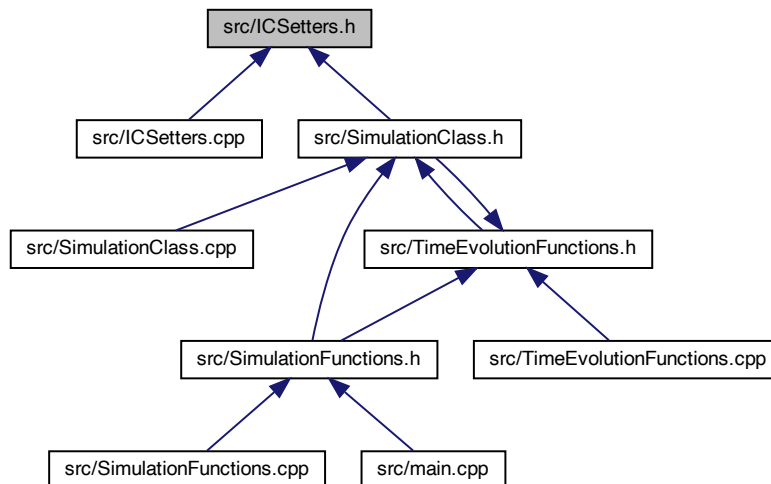 src/ICSetters.h
src/ICSetters.cpp
src/SimulationClass.h
src/SimulationClass.cpp
src/TimeEvolutionFunctions.h
src/SimulationFunctions.h
src/TimeEvolutionFunctions.cpp
src/SimulationFunctions.cpp
src/main.cpp